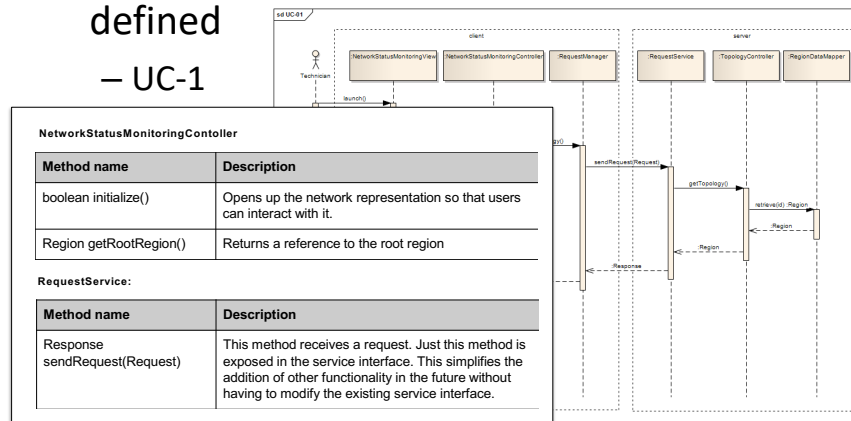 defined
– UC-1
sd UC-01
client
server
Technician
:NetworkStatusMonitoringView
:NetworkStatusMonitoringController
:RequestManager
:RequestService
:TopologyController
:RegionDataMapper
launch()
gy()
sendRequest(Request)
getTopology()
retrieve(id) :Region
:Region
:Region
:Response
NetworkStatusMonitoringContoller
Method name Description
boolean initialize() Opens up the network representation so that users
can interact with it.
Region getRootRegion() Returns a reference to the root region
RequestService:
Method name Description
Response This method receives a request. Just this method is
sendRequest(Request) exposed in the service interface. This simplifies the
addition of other functionality in the future without
having to modify the existing service interface.